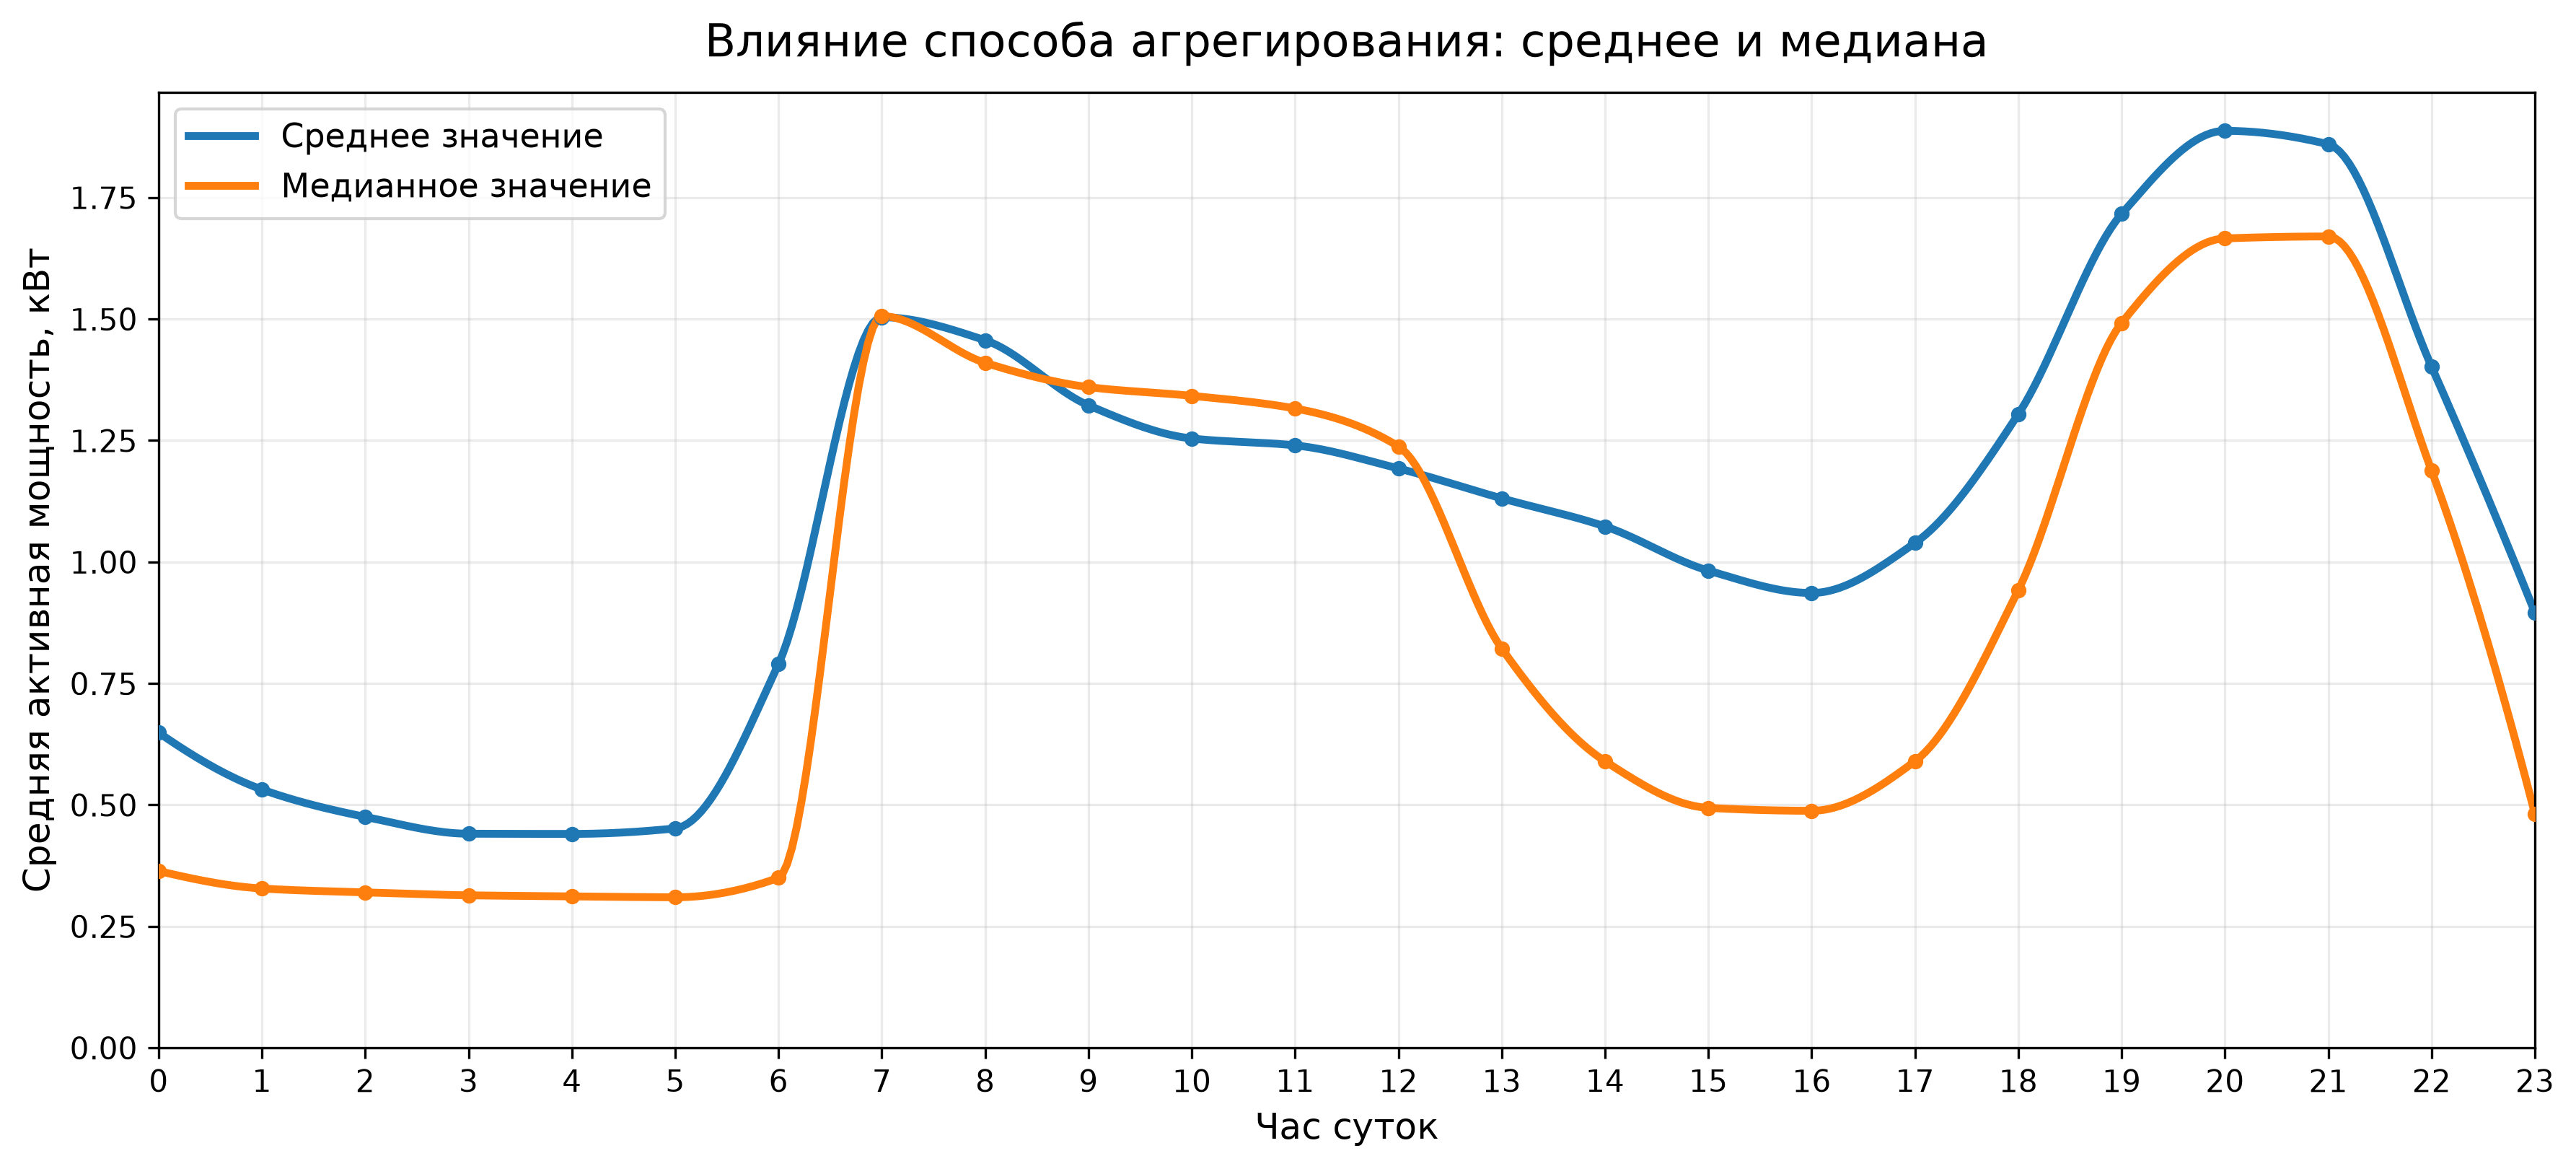 Влияние способа агрегирования: среднее и медиана
Среднее значение
Медианное значение
Средняя активная мощность, кВт
1.75
1.50
1.25
1.00
0.75
0.50
0.25
0.00
0 1 2 3 4 5 6 7 8 9 10 11 12 13 14 15 16 17 18 19 20 21 22 23
Час суток